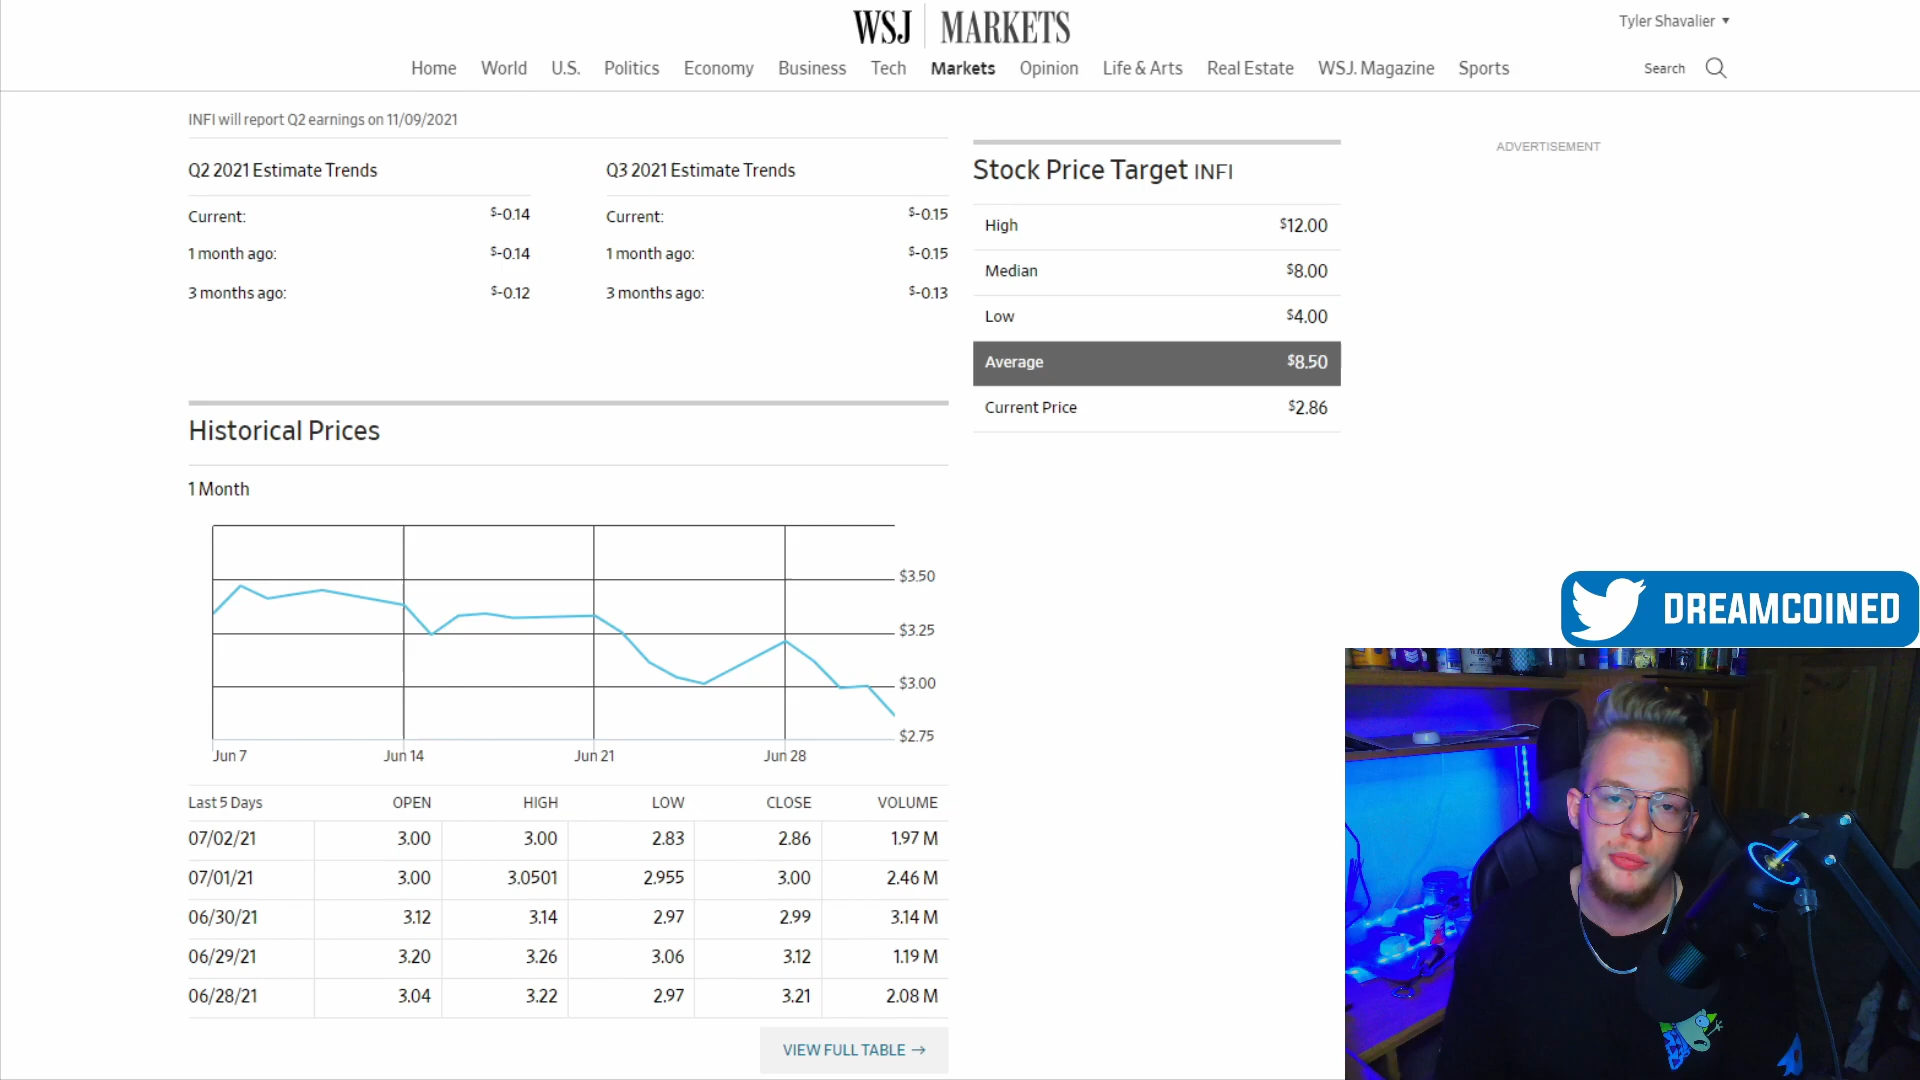 WSJ | MARKETS
Tyler Shavalier ▼
Home World U.S. Politics Economy Business Tech Markets Opinion Life & Arts Real Estate WSJ. Magazine Sports
Search
INFI will report Q2 earnings on 11/09/2021
Q2 2021 Estimate Trends
Current: $-0.14
1 month ago: $-0.14
3 months ago: $-0.12
Q3 2021 Estimate Trends
Current: $-0.15
1 month ago: $-0.15
3 months ago: $-0.13
Stock Price Target INFI
High $12.00
Median $8.00
Low $4.00
Average $8.50
Current Price $2.86
ADVERTISEMENT
Historical Prices
1 Month
$3.50
$3.25
$3.00
$2.75
Jun 7 Jun 14 Jun 21 Jun 28
Last 5 Days OPEN HIGH LOW CLOSE VOLUME
07/02/21 3.00 3.00 2.83 2.86 1.97 M
07/01/21 3.00 3.0501 2.955 3.00 2.46 M
06/30/21 3.12 3.14 2.97 2.99 3.14 M
06/29/21 3.20 3.26 3.06 3.12 1.19 M
06/28/21 3.04 3.22 2.97 3.21 2.08 M
VIEW FULL TABLE →
DREAMCOINED